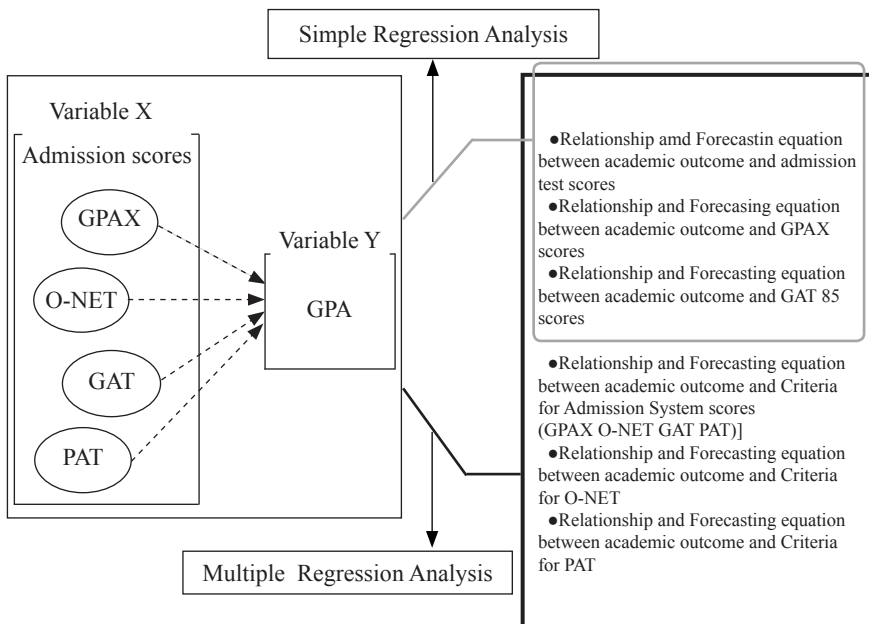 Simple Regression Analysis
Variable X
Admission scores
GPAX
O-NET
GAT
PAT
Variable Y
GPA
●Relationship amd Forecastin equation
between academic outcome and admission
test scores
●Relationship and Forecasing equation
between academic outcome and GPAX
scores
●Relationship and Forecasting equation
between academic outcome and GAT 85
scores
●Relationship and Forecasting equation
between academic outcome and Criteria
for Admission System scores
(GPAX O-NET GAT PAT)]
●Relationship and Forecasting equation
between academic outcome and Criteria
for O-NET
●Relationship and Forecasting equation
between academic outcome and Criteria
for PAT
Multiple Regression Analysis